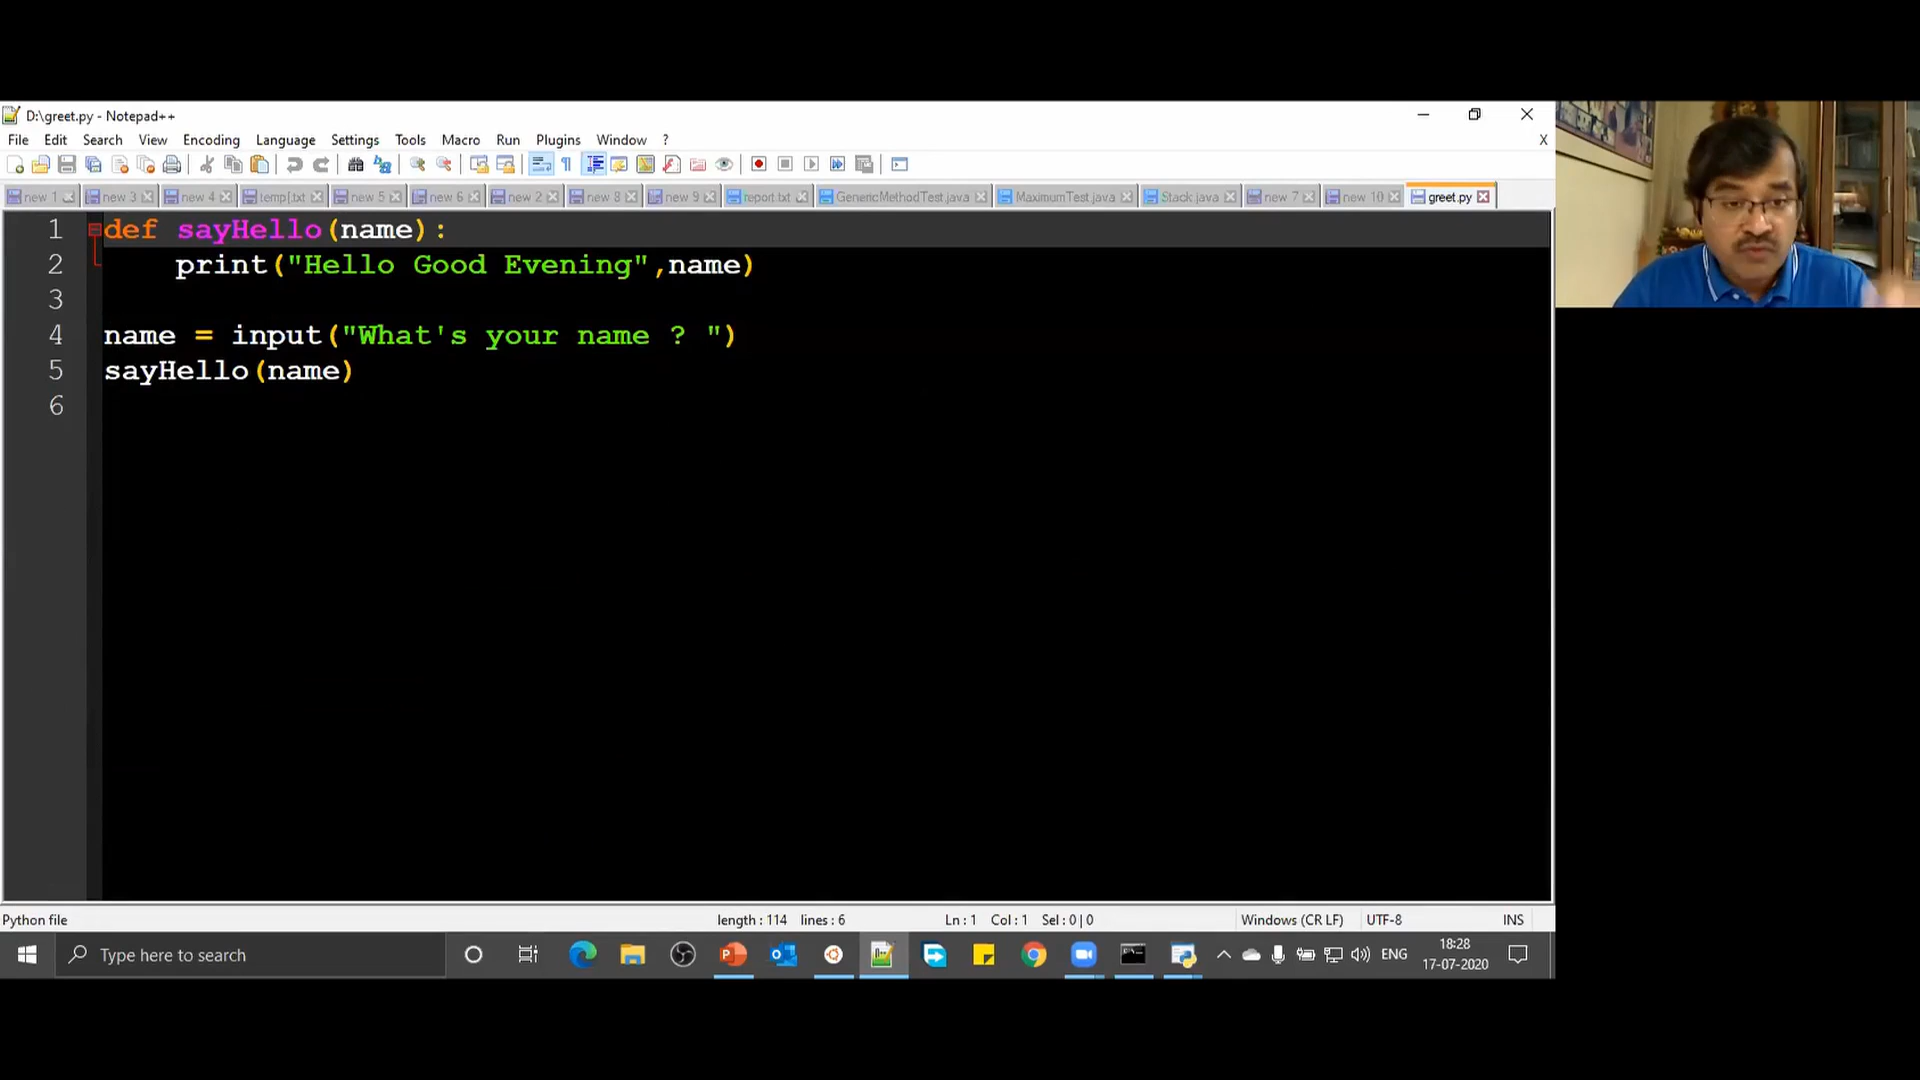 D:\greet.py - Notepad++
File Edit Search View Encoding Language Settings Tools Macro Run Plugins Window ? X
new 1 new 3 new 4 temp[.txt new 5 new 6 new 2 new 8 new 9 report.txt GenericMethodTest.java MaximumTest.java Stack.java new 7 new 10 greet.py
1 def sayHello(name):
2 print("Hello Good Evening",name)
3
4 name = input("What's your name ? ")
5 sayHello(name)
6
Python file length : 114 lines : 6 Ln : 1 Col : 1 Sel : 0 | 0 Windows (CR LF) UTF-8 INS
Type here to search ENG 18:28
17-07-2020